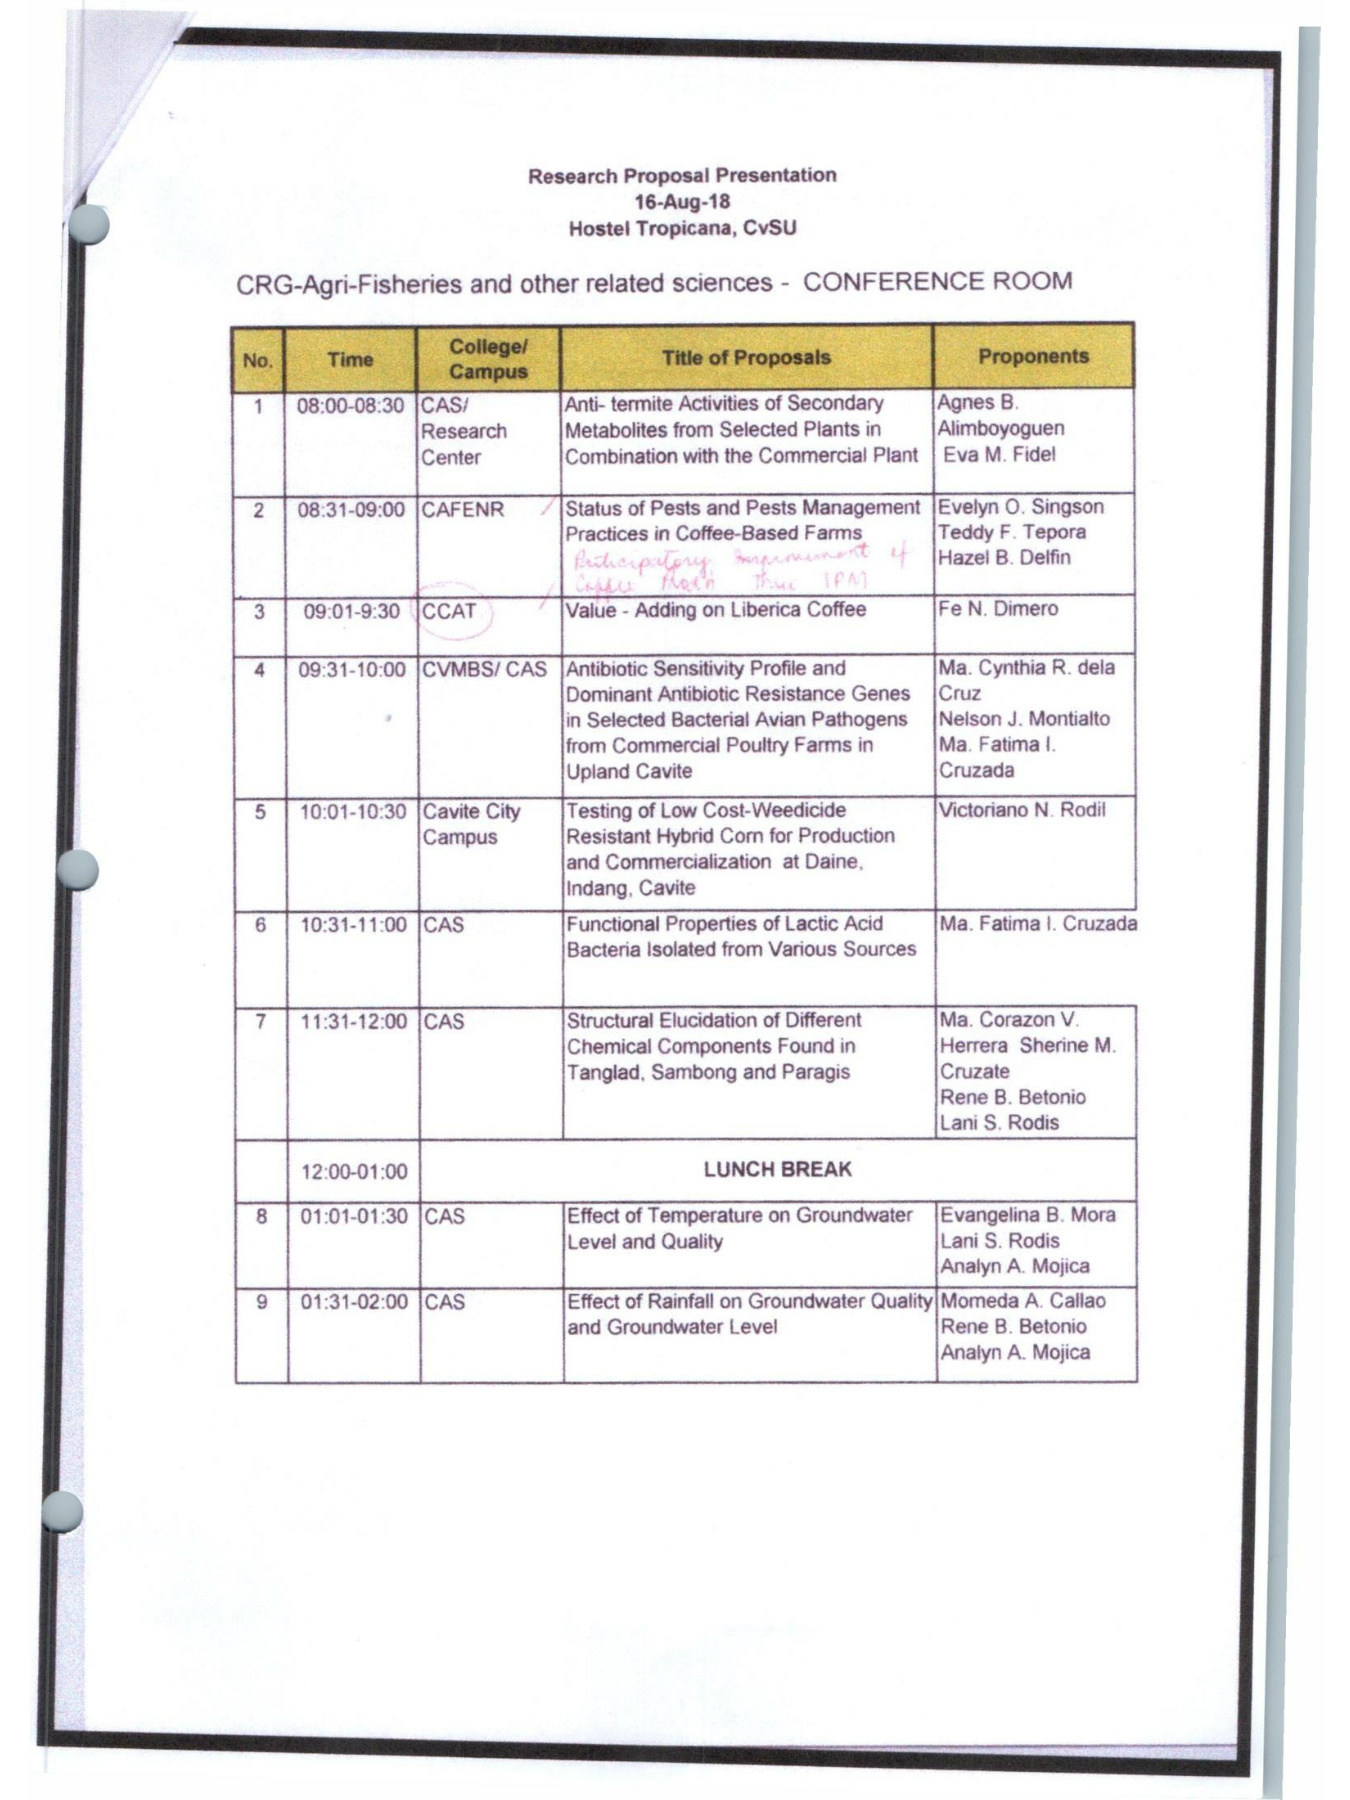 Research Proposal Presentation
16-Aug-18
Hostel Tropicana, CvSU
CRG-Agri-Fisheries and other related sciences - CONFERENCE ROOM
No. Time College/ Campus Title of Proposals Proponents
1 08:00-08:30 CAS/ Anti- termite Activities of Secondary Agnes B.
Research Metabolites from Selected Plants in Alimboyoguen
Center Combination with the Commercial Plant Eva M. Fidel
2 08:31-09:00 CAFENR Status of Pests and Pests Management Evelyn O. Singson
Practices in Coffee-Based Farms Teddy F. Tepora
Participatory of Hazel B. Delfin
Coffee thru IPM
3 09:01-9:30 CCAT Value - Adding on Liberica Coffee Fe N. Dimero
4 09:31-10:00 CVMBS/ CAS Antibiotic Sensitivity Profile and Ma. Cynthia R. dela
Dominant Antibiotic Resistance Genes Cruz
in Selected Bacterial Avian Pathogens Nelson J. Montialto
from Commercial Poultry Farms in Ma. Fatima I.
Upland Cavite Cruzada
5 10:01-10:30 Cavite City Testing of Low Cost-Weedicide Victoriano N. Rodil
Campus Resistant Hybrid Corn for Production
and Commercialization at Daine,
Indang, Cavite
6 10:31-11:00 CAS Functional Properties of Lactic Acid Ma. Fatima I. Cruzada
Bacteria Isolated from Various Sources
7 11:31-12:00 CAS Structural Elucidation of Different Ma. Corazon V.
Chemical Components Found in Herrera Sherine M.
Tanglad, Sambong and Paragis Cruzate
Rene B. Betonio
Lani S. Rodis
12:00-01:00 LUNCH BREAK
8 01:01-01:30 CAS Effect of Temperature on Groundwater Evangelina B. Mora
Level and Quality Lani S. Rodis
Analyn A. Mojica
9 01:31-02:00 CAS Effect of Rainfall on Groundwater Quality Momeda A. Callao
and Groundwater Level Rene B. Betonio
Analyn A. Mojica